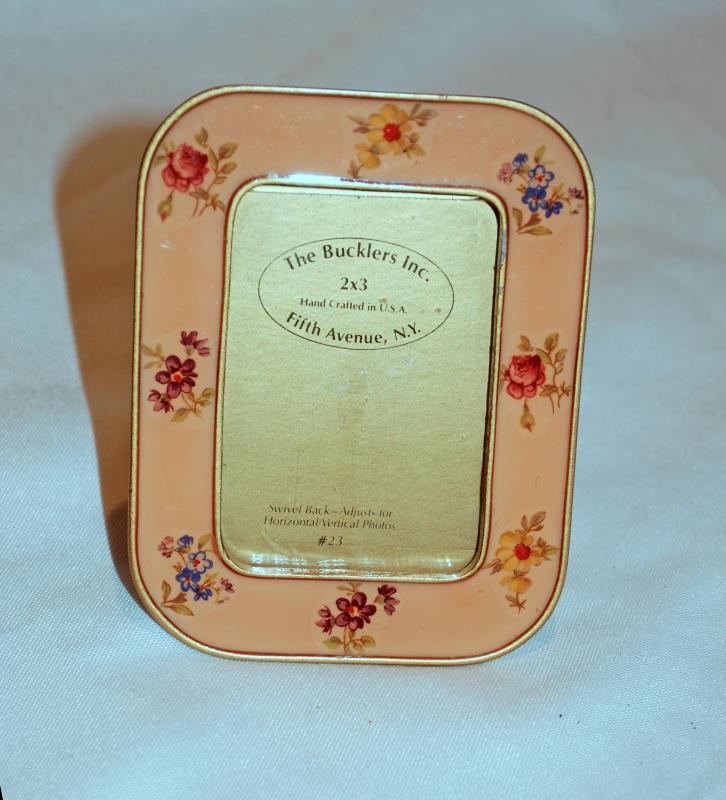 The Bucklers Inc.
2x3
Hand Crafted in U.S.A.
Fifth Avenue, N.Y.
Swivel Back—Adjusts for
Horizontal/Vertical Photos
#23